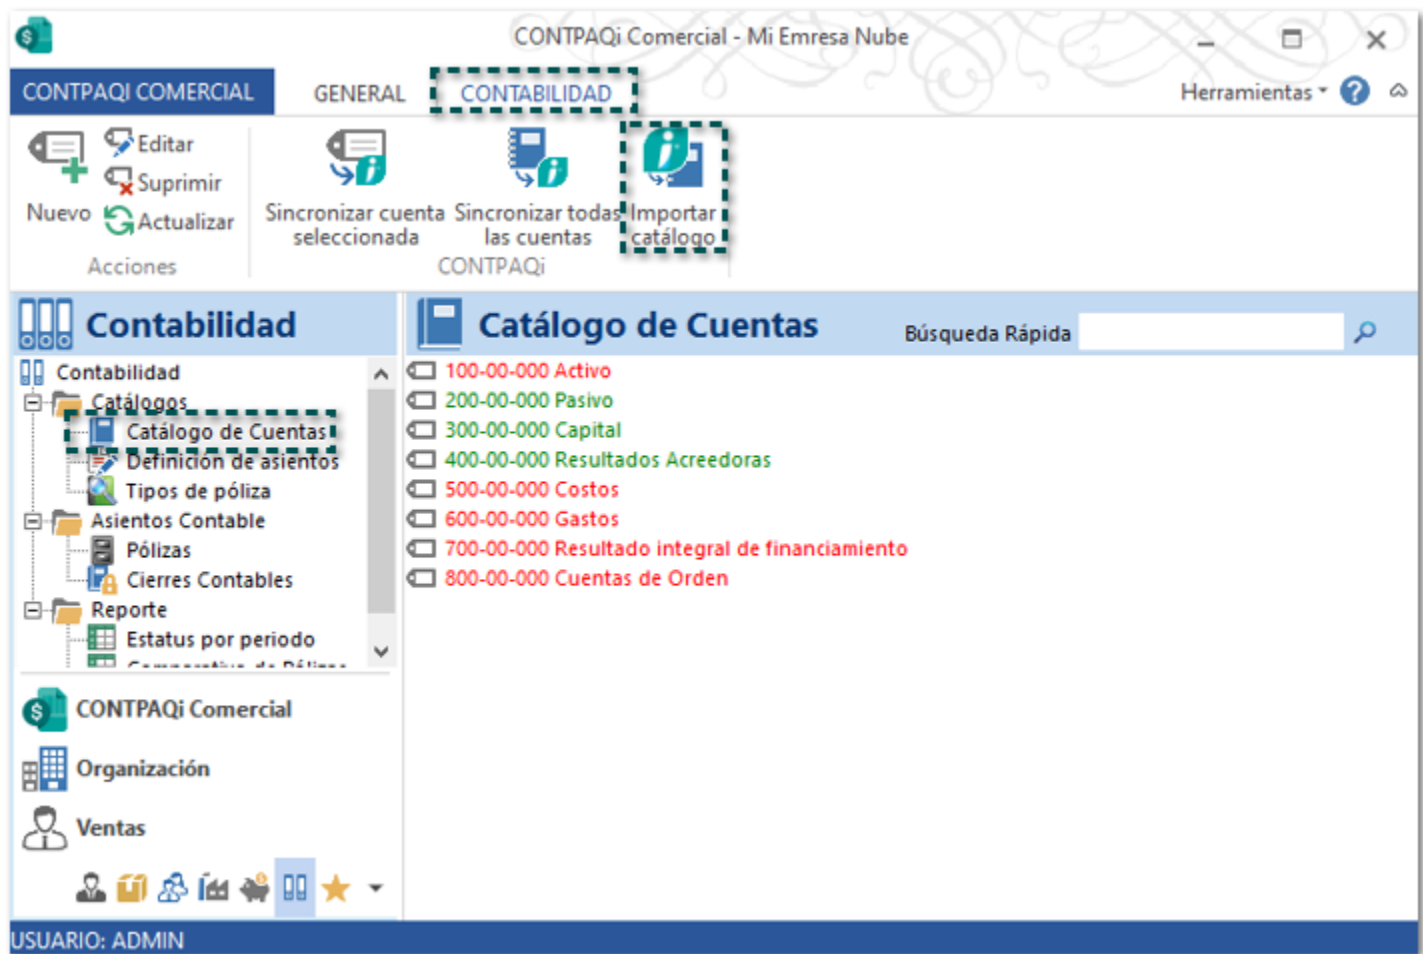 CONTPAQi Comercial - Mi Emresa Nube
CONTPAQI COMERCIAL
GENERAL
CONTABILIDAD
Herramientas
Nuevo
Editar
Suprimir
Actualizar
Acciones
Sincronizar cuenta
seleccionada
Sincronizar todas
las cuentas
Importar
catálogo
CONTPAQi
Contabilidad
Contabilidad
Catálogos
Catálogo de Cuentas
Definición de asientos
Tipos de póliza
Asientos Contable
Pólizas
Cierres Contables
Reporte
Estatus por periodo
CONTPAQi Comercial
Organización
Ventas
Catálogo de Cuentas
Búsqueda Rápida
100-00-000 Activo
200-00-000 Pasivo
300-00-000 Capital
400-00-000 Resultados Acreedoras
500-00-000 Costos
600-00-000 Gastos
700-00-000 Resultado integral de financiamiento
800-00-000 Cuentas de Orden
USUARIO: ADMIN